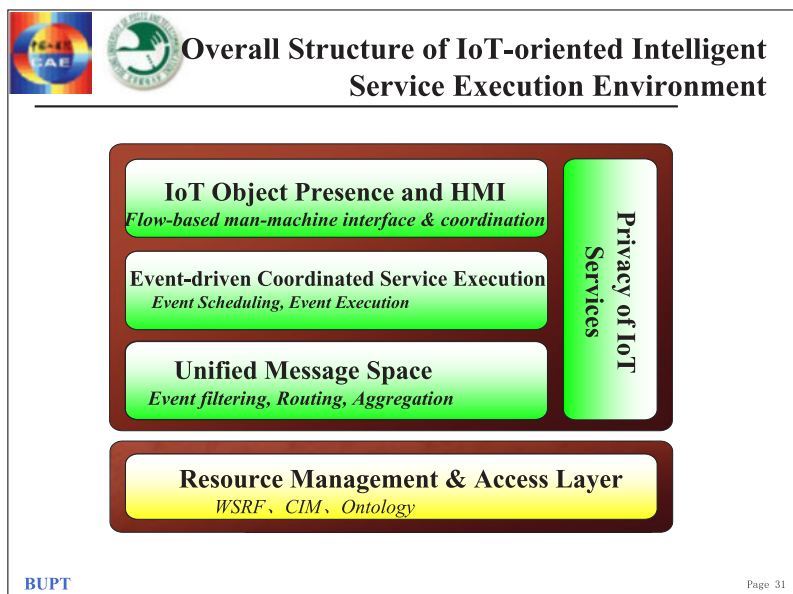 Overall Structure of IoT-oriented Intelligent
Service Execution Environment
CAE
IoT Object Presence and HMI
Flow-based man-machine interface & coordination
Event-driven Coordinated Service Execution
Event Scheduling, Event Execution
Unified Message Space
Event filtering, Routing, Aggregation
Privacy of IoT
Services
Resource Management & Access Layer
WSRF、CIM、Ontology
BUPT
Page 31